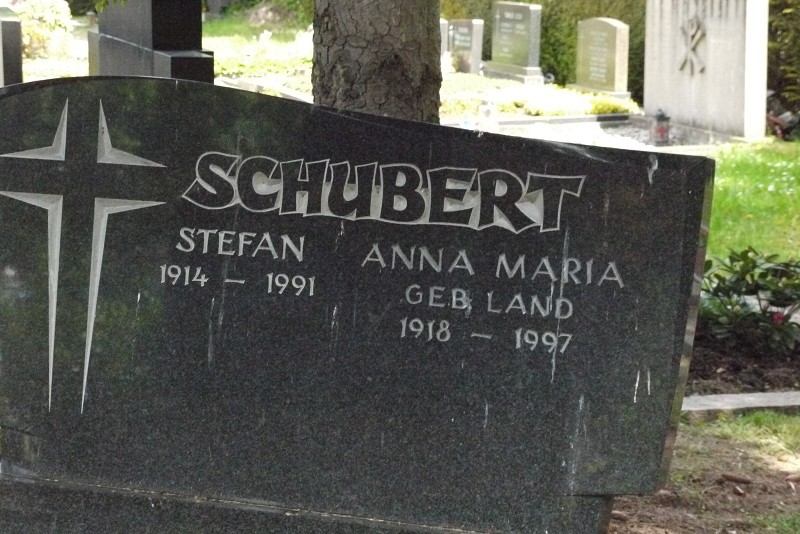 SCHUBERT
STEFAN
1914 – 1991
ANNA MARIA
GEB. LAND
1918 – 1997